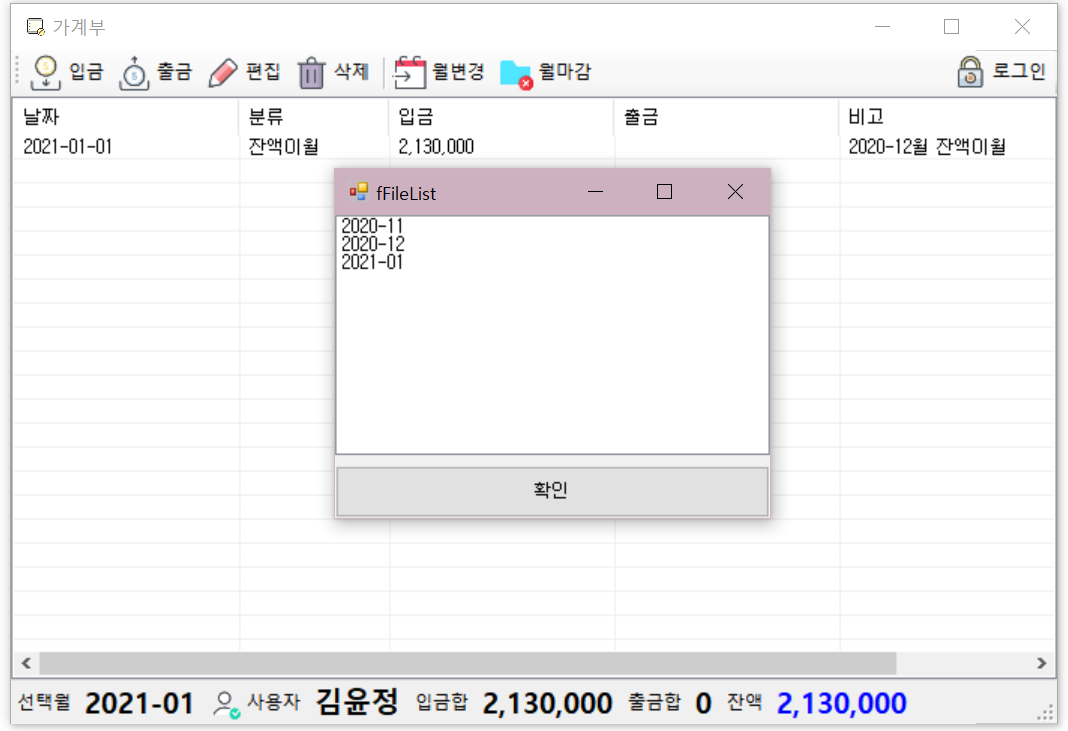 가계부
입금 출금 편집 삭제 월변경 월마감 로그인
날짜 분류 입금 출금 비고
2021-01-01 잔액이월 2,130,000 2020-12월 잔액이월
fFileList
2020-11
2020-12
2021-01
확인
선택월 2021-01 사용자 김윤정 입금합 2,130,000 출금합 0 잔액 2,130,000